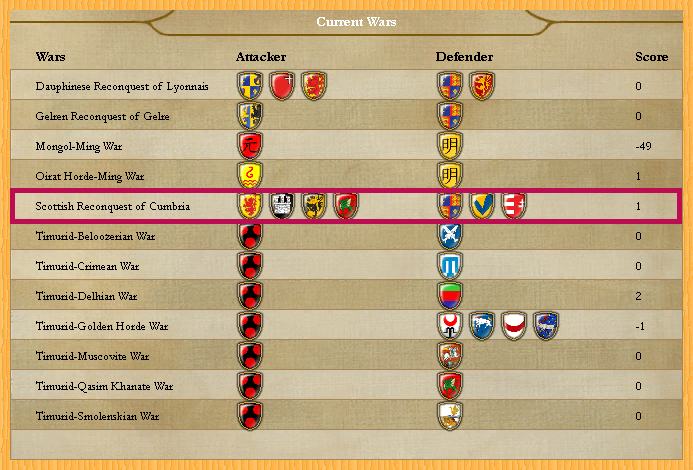 Current Wars
Wars Attacker Defender Score
Dauphinese Reconquest of Lyonnais 0
Gelren Reconquest of Gelre 0
Mongol-Ming War 明 -49
Oirat Horde-Ming War 明 1
Scottish Reconquest of Cumbria 1
Timurid-Beloozerian War 0
Timurid-Crimean War 0
Timurid-Delhian War 2
Timurid-Golden Horde War -1
Timurid-Muscovite War 0
Timurid-Qasim Khanate War 0
Timurid-Smolenskian War 0